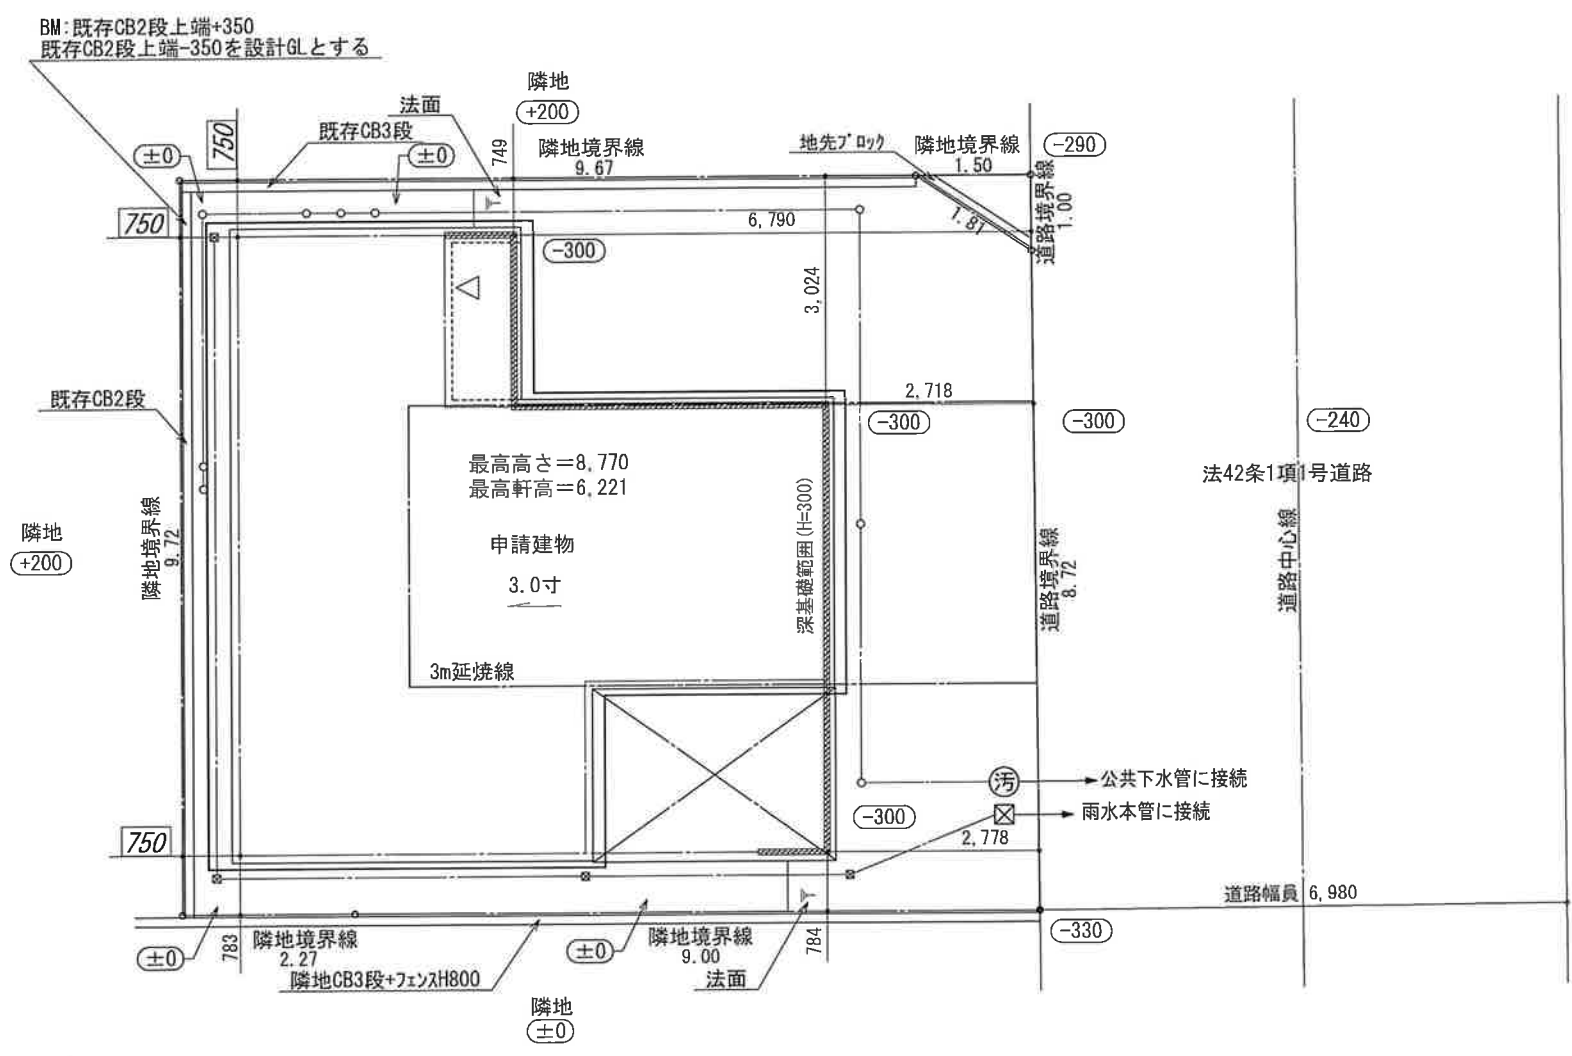 BM:既存CB2段上端+350
既存CB2段上端-350を設計GLとする
隣地
+200
法面
既存CB3段
750
±0
±0
749
隣地境界線
9.67
地先ブロック
隣地境界線
1.50
-290
道路境界線
1.00
1.81
750
6,790
-300
3,024
既存CB2段
2,718
-300
-300
-240
最高高さ=8,770
最高軒高=6,221
法42条1項1号道路
隣地
+200
隣地境界線
9.72
申請建物
3.0寸
深基礎範囲(H=300)
道路境界線
8.72
道路中心線
3m延焼線
汚
公共下水管に接続
雨水本管に接続
-300
2,778
750
道路幅員 6,980
-330
±0
783
隣地境界線
2.27
隣地CB3段+フェンスH800
±0
隣地境界線
9.00
法面
784
隣地
±0